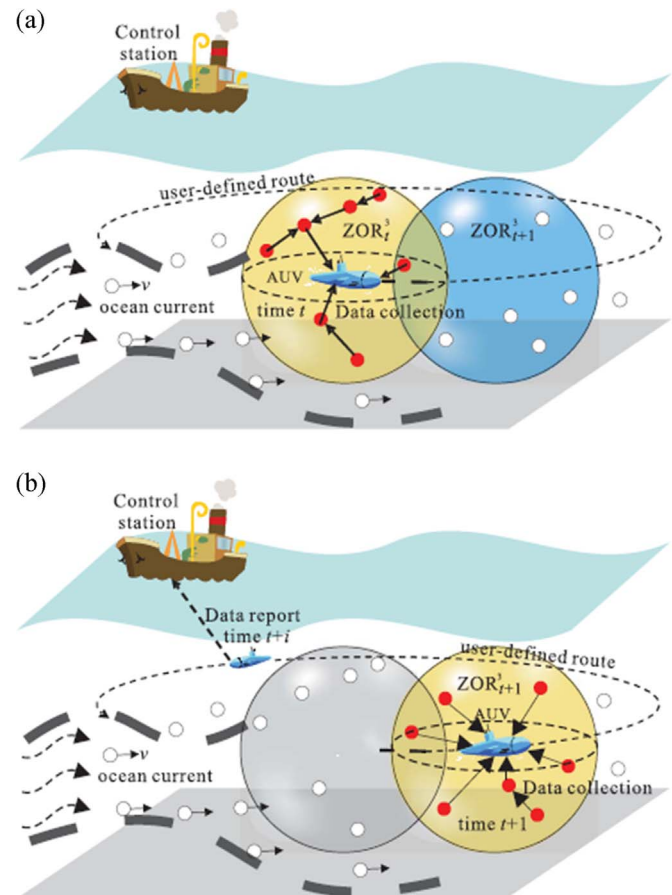 (a)
Control
station
user-defined route
ZOR³ₜ
ZOR³ₜ₊₁
AUV
v
ocean current
time t
Data collection
(b)
Control
station
Data report
time t+i
user-defined route
ZOR³ₜ₊₁
AUV
v
ocean current
Data collection
time t+1